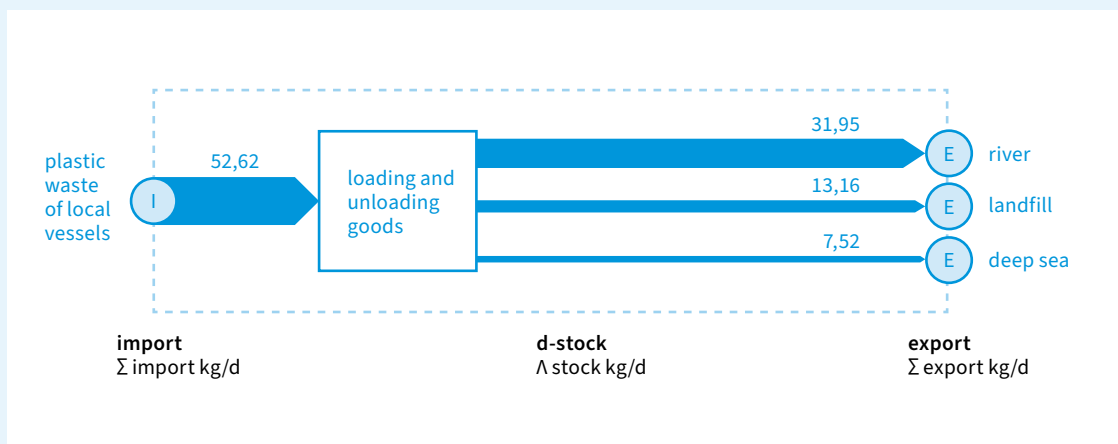 31,95
52,62
plastic
waste
of local
vessels
I
loading and
unloading
goods
E
river
13,16
E
landfill
7,52
E
deep sea
import
Σ import kg/d
d-stock
Λ stock kg/d
export
Σ export kg/d